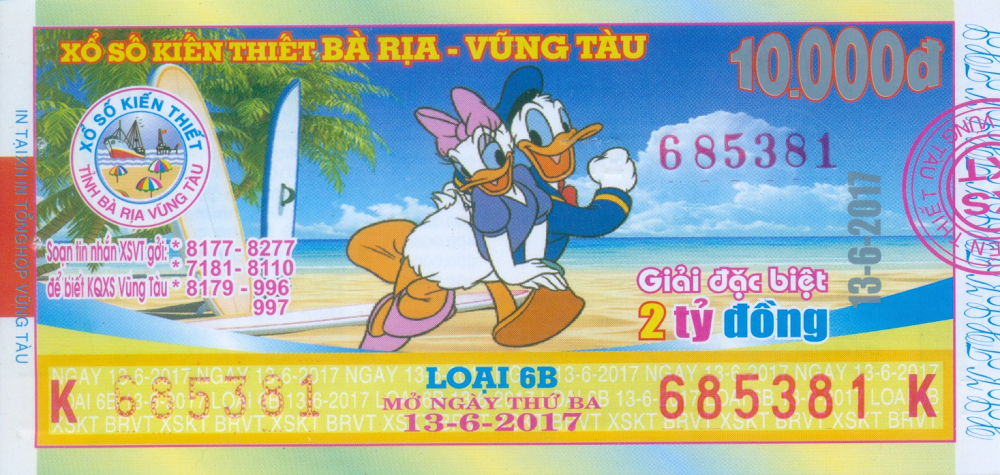 XỔ SỐ KIẾN THIẾT BÀ RỊA - VŨNG TÀU
10.000đ
XỔ SỐ KIẾN THIẾT
TỈNH BÀ RỊA VŨNG TÀU
685381
Soạn tin nhắn XSVT gởi: * 8177 - 8277
* 7181 - 8110
để biết KQXS Vũng Tàu * 8179 - 996
997
Giải đặc biệt
2 tỷ đồng
13-6-2017
IN TẠI XN IN TỔNG HỢP VŨNG TÀU
K 685381
LOẠI 6B
MỞ NGÀY THỨ BA
13-6-2017
685381 K